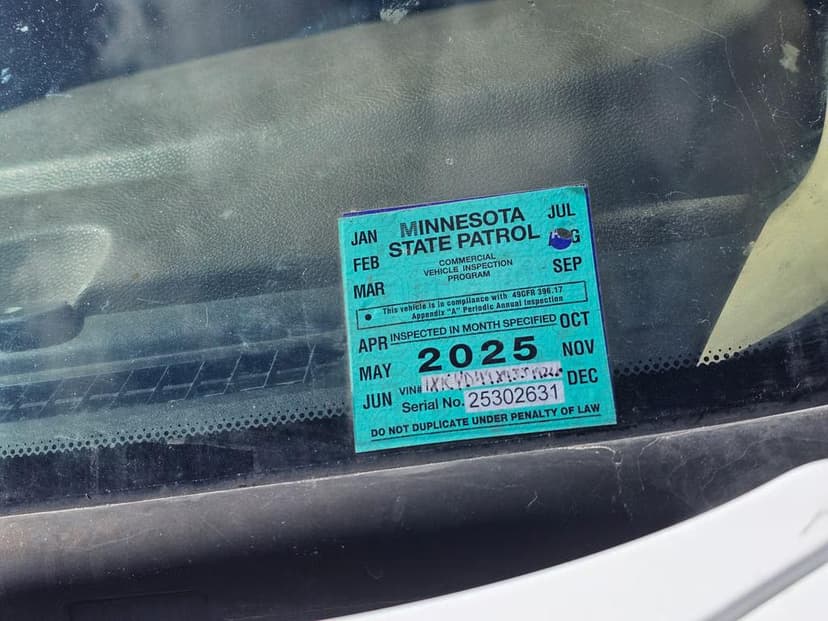 MINNESOTA
STATE PATROL
COMMERCIAL
VEHICLE INSPECTION
PROGRAM
JAN
FEB
MAR
JUL
SEP
This vehicle is in compliance with 49CFR 396.17
Appendix "A" Periodic Annual Inspection
INSPECTED IN MONTH SPECIFIED
APR
MAY
JUN
OCT
NOV
DEC
2025
VIN#
Serial No. 25302631
DO NOT DUPLICATE UNDER PENALTY OF LAW